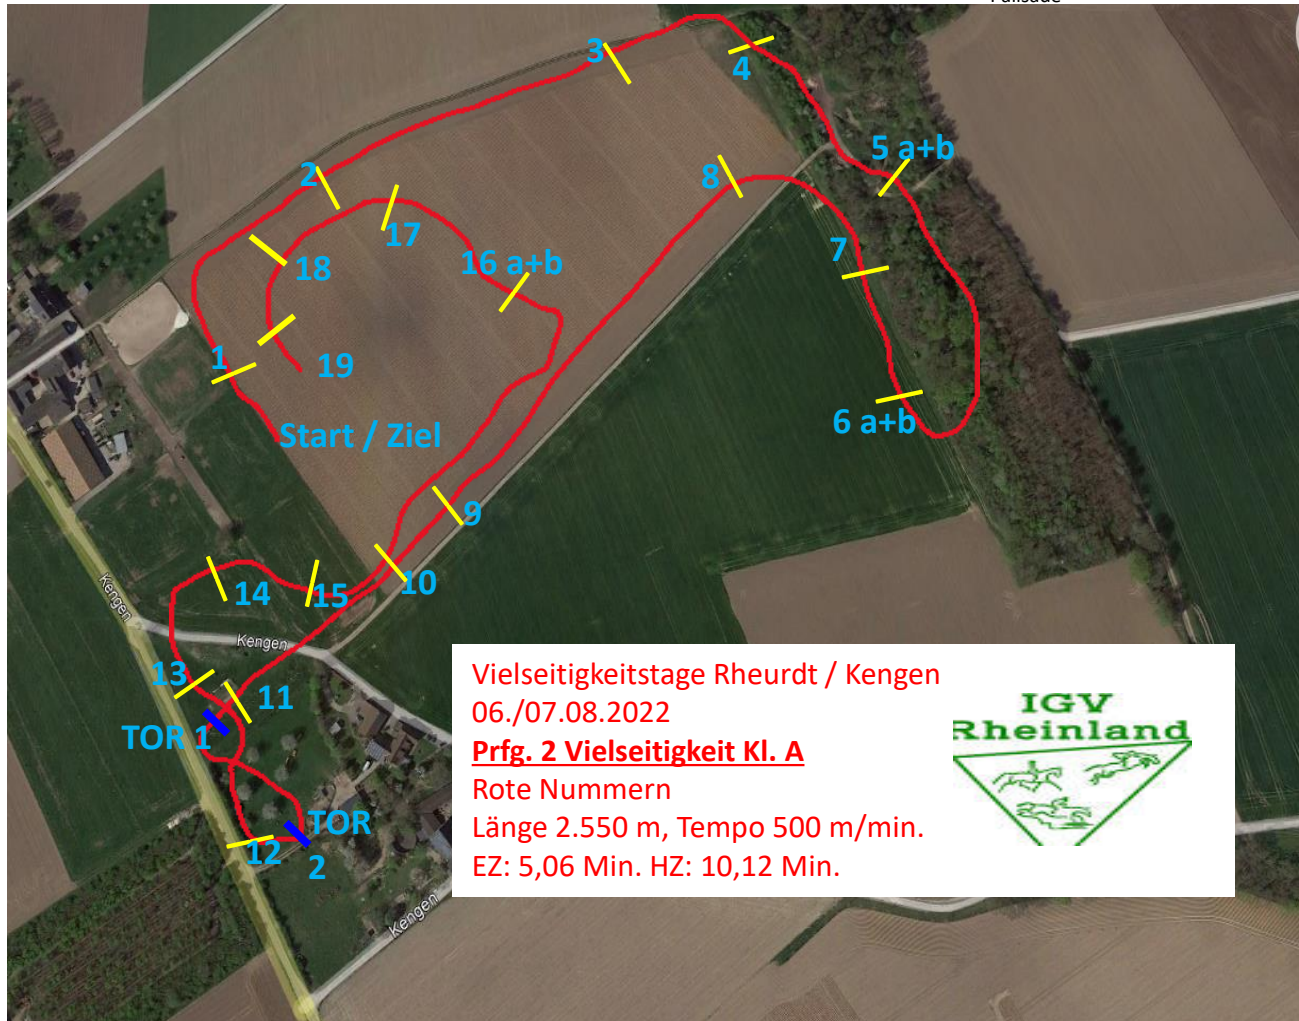 Palisade
3
4
5 a+b
2
8
17
7
16 a+b
18
1
19
6 a+b
Start / Ziel
9
10
Kengen
14
15
Kengen
13
11
TOR 1
TOR
2
12
Kengen
Vielseitigkeitstage Rheurdt / Kengen
06./07.08.2022
Prfg. 2 Vielseitigkeit Kl. A
Rote Nummern
Länge 2.550 m, Tempo 500 m/min.
EZ: 5,06 Min. HZ: 10,12 Min.
IGV
Rheinland